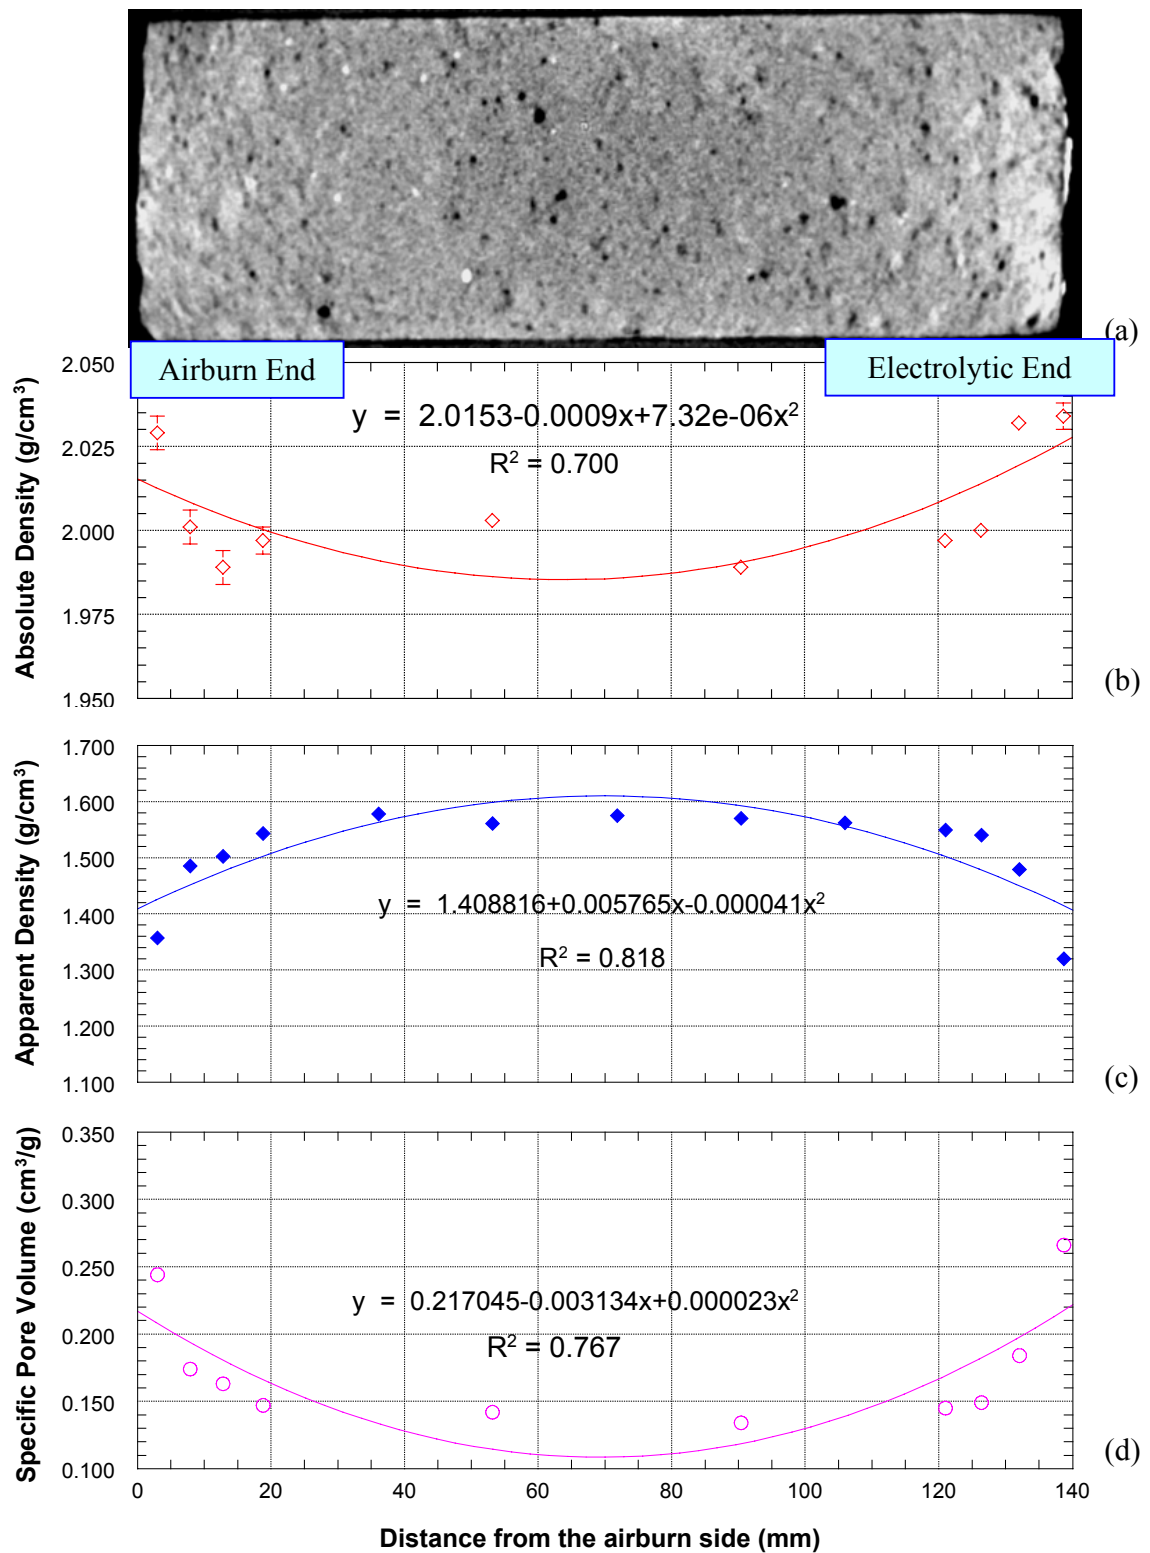 (a)
Airburn End
Electrolytic End
2.050
2.025
2.000
1.975
1.950
Absolute Density (g/cm³)
y = 2.0153-0.0009x+7.32e-06x²
R² = 0.700
(b)
1.700
1.600
1.500
1.400
1.300
1.200
1.100
Apparent Density (g/cm³)
y = 1.408816+0.005765x-0.000041x²
R² = 0.818
(c)
0.350
0.300
0.250
0.200
0.150
0.100
Specific Pore Volume (cm³/g)
y = 0.217045-0.003134x+0.000023x²
R² = 0.767
(d)
0 20 40 60 80 100 120 140
Distance from the airburn side (mm)